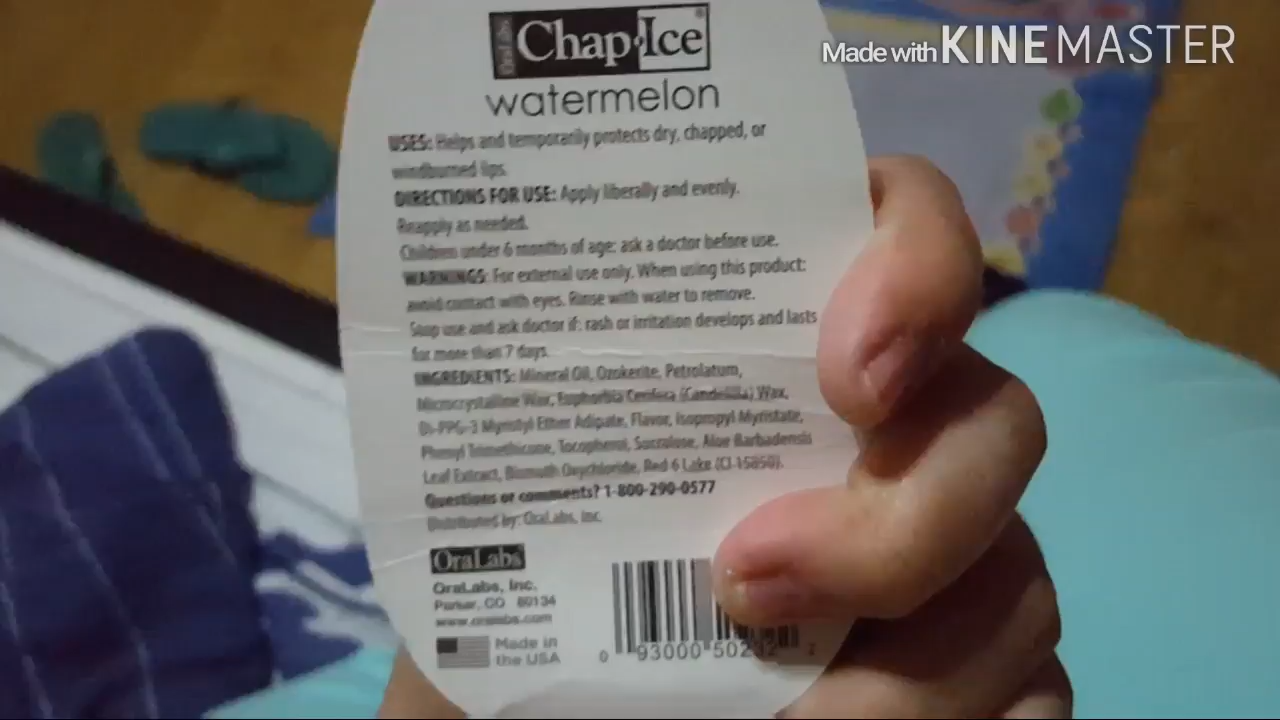 Made with KINEMASTER
OraLabs Chap·Ice®
watermelon
USES: Helps and temporarily protects dry, chapped, or
windburned lips.
DIRECTIONS FOR USE: Apply liberally and evenly.
Reapply as needed.
Children under 6 months of age: ask a doctor before use.
WARNINGS: For external use only. When using this product:
avoid contact with eyes. Rinse with water to remove.
Stop use and ask doctor if: rash or irritation develops and lasts
for more than 7 days.
INGREDIENTS: Mineral Oil, Ozokerite, Petrolatum,
Microcrystalline Wax, Euphorbia Cerifera (Candelilla) Wax,
Di-PPG-3 Myristyl Ether Adipate, Flavor, Isopropyl Myristate,
Phenyl Trimethicone, Tocopherol, Sucralose, Aloe Barbadensis
Leaf Extract, Bismuth Oxychloride, Red 6 Lake (CI 15850).
Questions or comments? 1-800-290-0577
Distributed by: OraLabs, Inc.
OraLabs
OraLabs, Inc.
Parker, CO 80134
www.oralabs.com
Made in
the USA
0 93000 50232 2